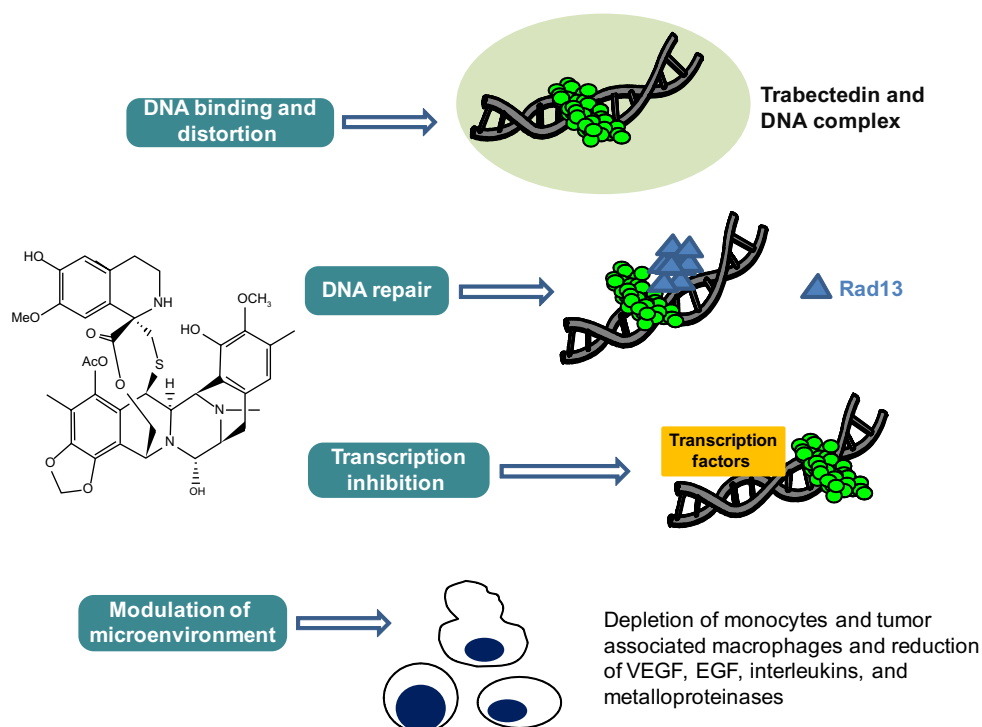 DNA binding and
distortion
Trabectedin and
DNA complex
HO
MeO
NH
O
O
AcO
S
HO
OCH3
H
N
N
O
O
OH
DNA repair
Rad13
Transcription
inhibition
Transcription
factors
Modulation of
microenvironment
Depletion of monocytes and tumor
associated macrophages and reduction
of VEGF, EGF, interleukins, and
metalloproteinases